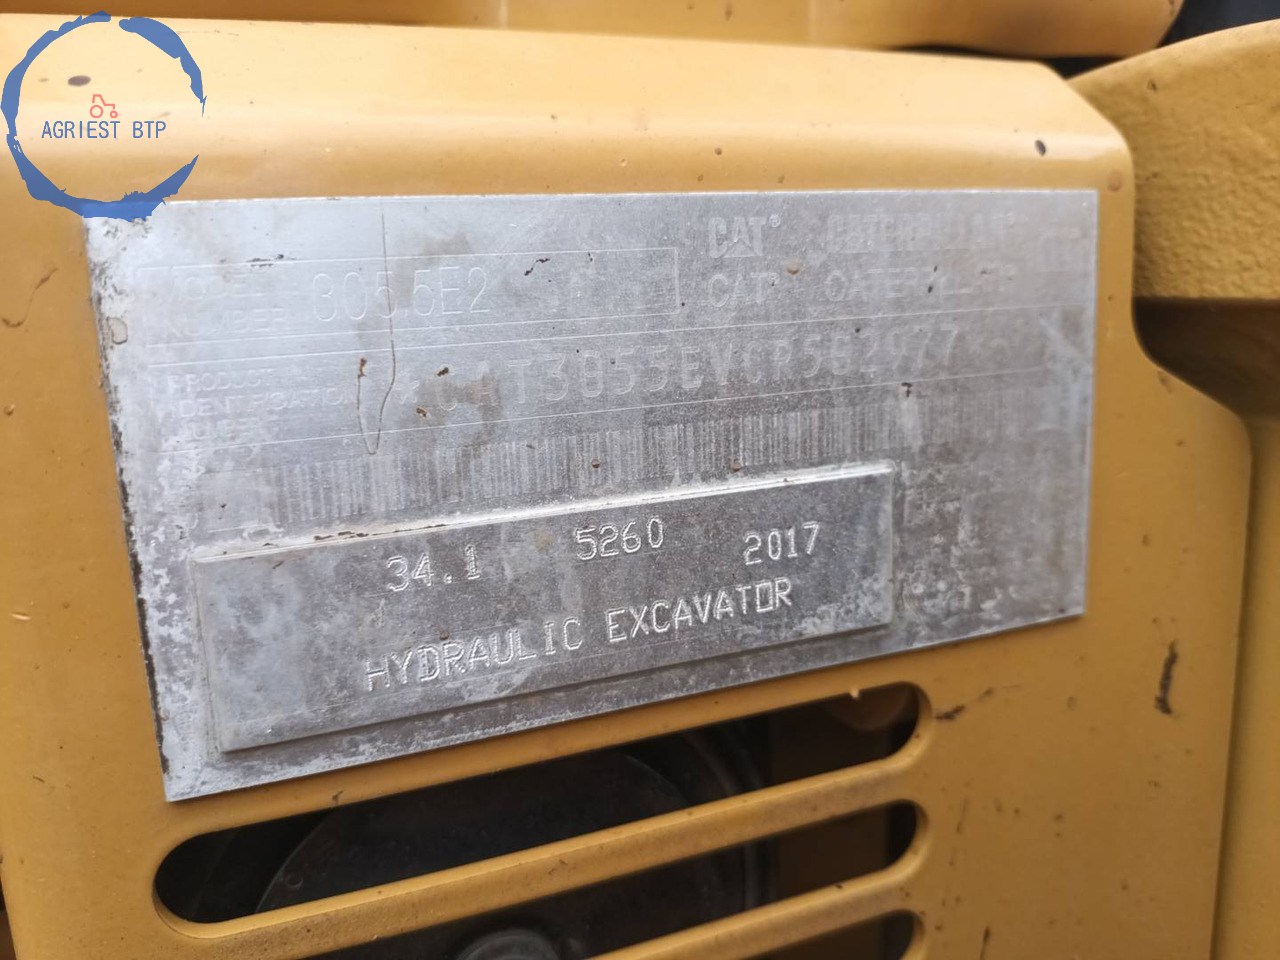 AGRIEST BTP
CAT CATERPILLAR
MODEL
NUMBER
305.5E2
CAT CATERPILLAR
PRODUCT
IDENTIFICATION
NUMBER
34.1 5260 2017
HYDRAULIC EXCAVATOR